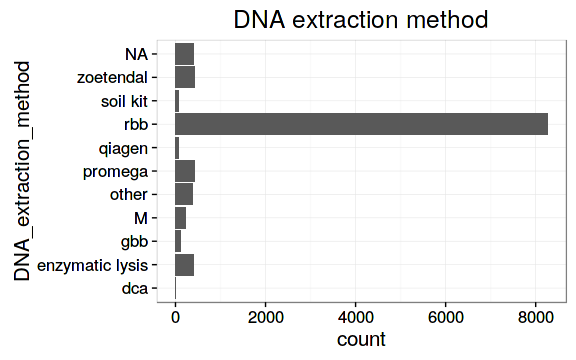 DNA extraction method
DNA_extraction_method
NA
zoetendal
soil kit
rbb
qiagen
promega
other
M
gbb
enzymatic lysis
dca
0 2000 4000 6000 8000
count